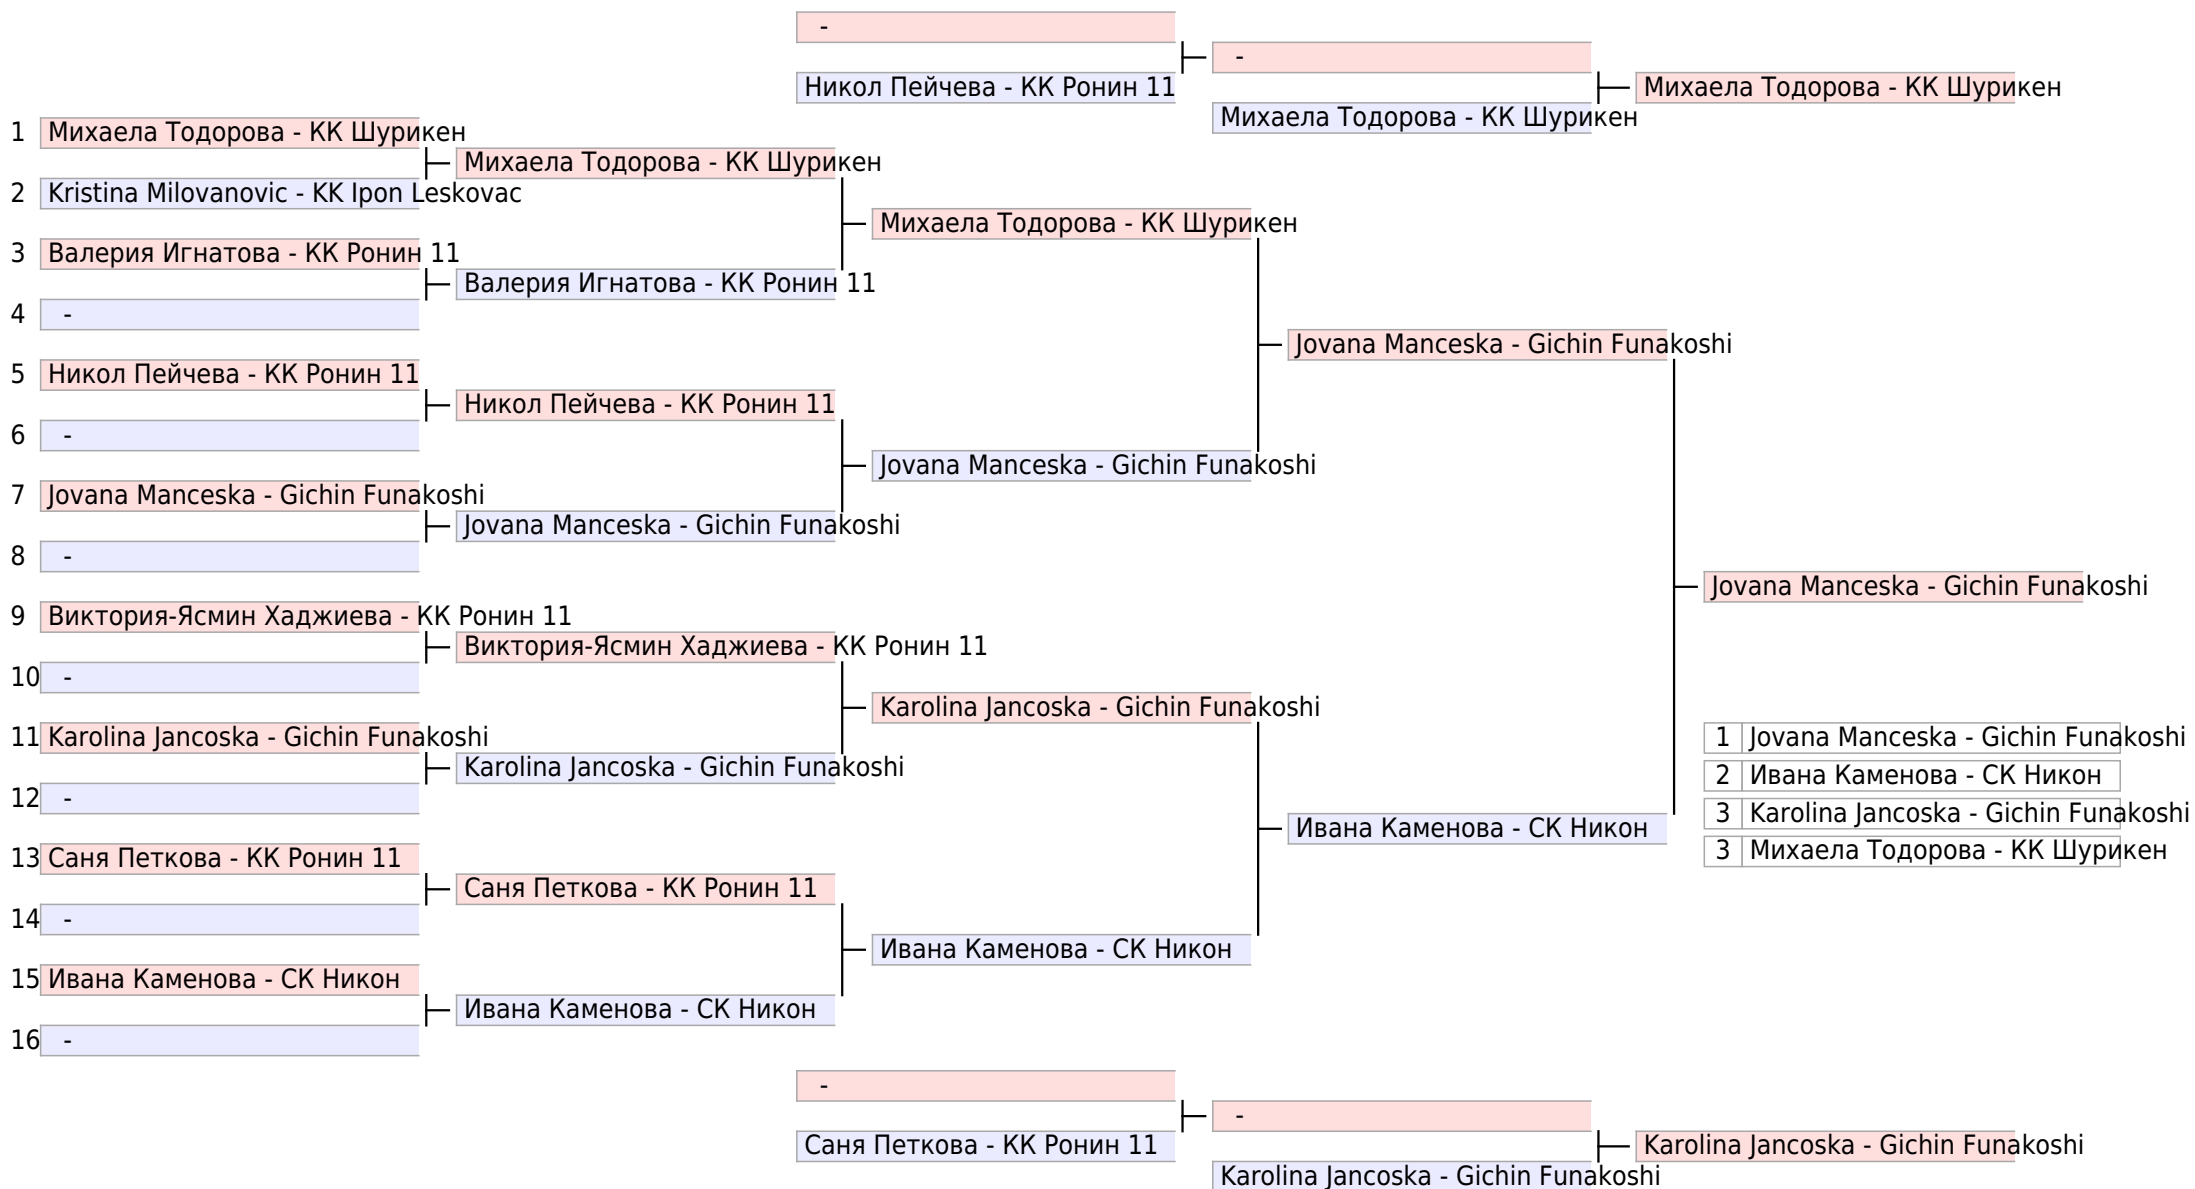 -
-
Никол Пейчева - КК Ронин 11
Михаела Тодорова - КК Шурикен
Михаела Тодорова - КК Шурикен
1 Михаела Тодорова - КК Шурикен
Михаела Тодорова - КК Шурикен
2 Kristina Milovanovic - KK Ipon Leskovac
Михаела Тодорова - КК Шурикен
3 Валерия Игнатова - КК Ронин 11
Валерия Игнатова - КК Ронин 11
4 -
Jovana Manceska - Gichin Funakoshi
5 Никол Пейчева - КК Ронин 11
Никол Пейчева - КК Ронин 11
6 -
Jovana Manceska - Gichin Funakoshi
7 Jovana Manceska - Gichin Funakoshi
Jovana Manceska - Gichin Funakoshi
8 -
Jovana Manceska - Gichin Funakoshi
9 Виктория-Ясмин Хаджиева - КК Ронин 11
Виктория-Ясмин Хаджиева - КК Ронин 11
10 -
Karolina Jancoska - Gichin Funakoshi
11 Karolina Jancoska - Gichin Funakoshi
Karolina Jancoska - Gichin Funakoshi
12 -
1 Jovana Manceska - Gichin Funakoshi
2 Ивана Каменова - СК Никон
3 Karolina Jancoska - Gichin Funakoshi
3 Михаела Тодорова - КК Шурикен
Ивана Каменова - СК Никон
13 Саня Петкова - КК Ронин 11
Саня Петкова - КК Ронин 11
14 -
Ивана Каменова - СК Никон
15 Ивана Каменова - СК Никон
Ивана Каменова - СК Никон
16 -
-
-
Саня Петкова - КК Ронин 11
Karolina Jancoska - Gichin Funakoshi
Karolina Jancoska - Gichin Funakoshi